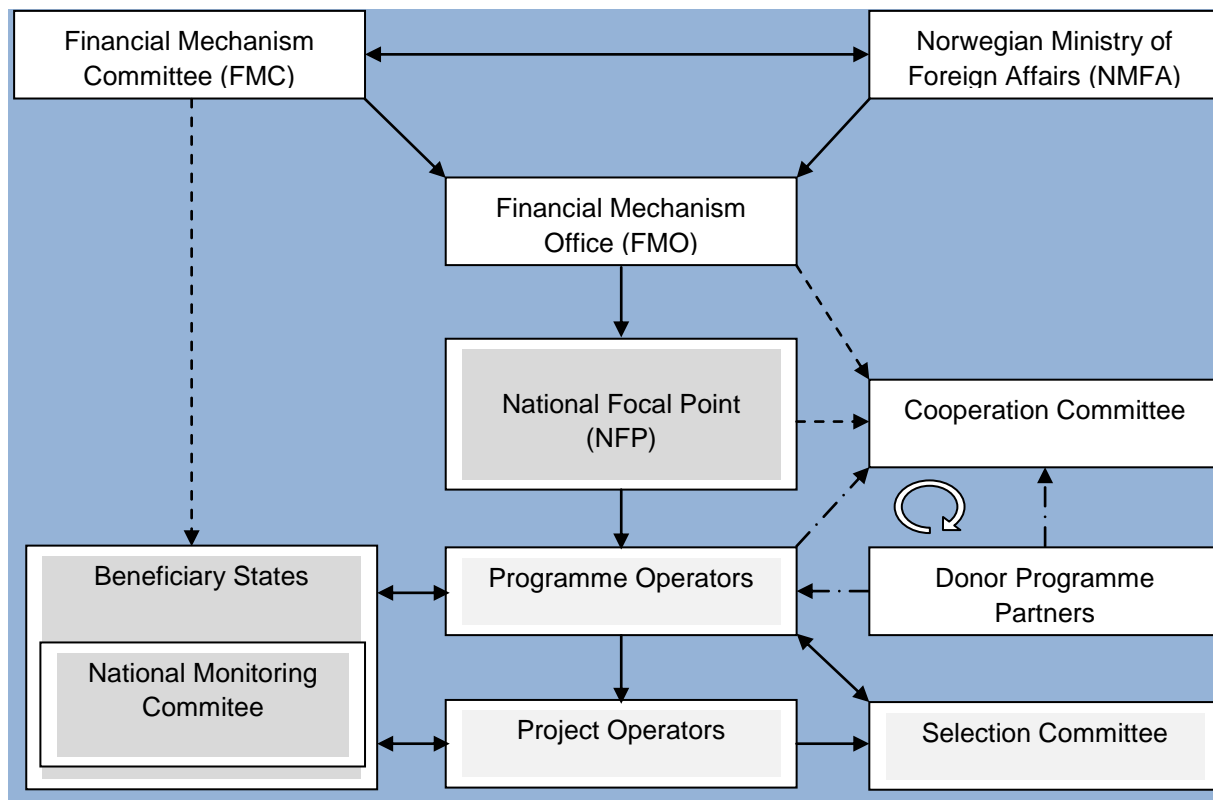 Financial Mechanism
Committee (FMC)
Norwegian Ministry of
Foreign Affairs (NMFA)
Financial Mechanism
Office (FMO)
National Focal Point
(NFP)
Cooperation Committee
Beneficiary States
Programme Operators
Donor Programme
Partners
National Monitoring
Commitee
Project Operators
Selection Committee